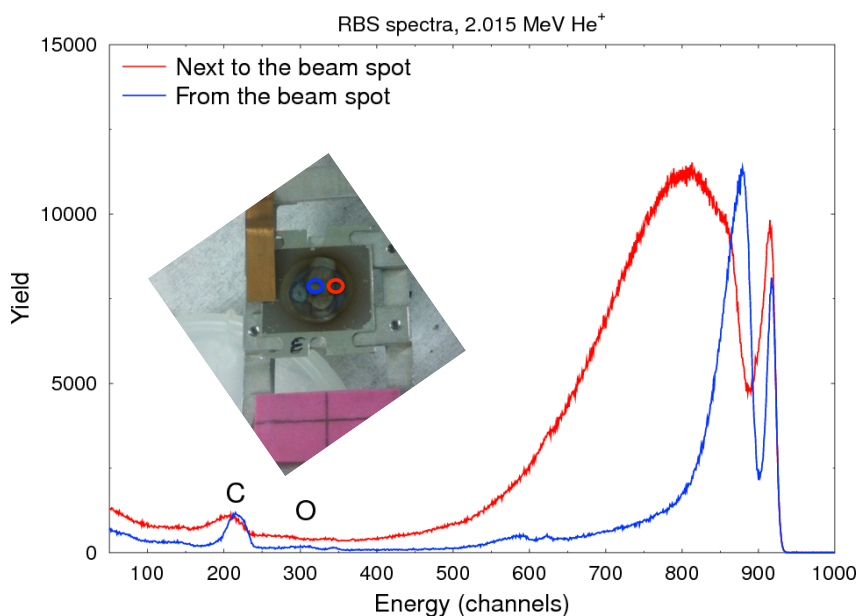 RBS spectra, 2.015 MeV He+
15000
10000
5000
0
Yield
Next to the beam spot
From the beam spot
C
O
100 200 300 400 500 600 700 800 900 1000
Energy (channels)